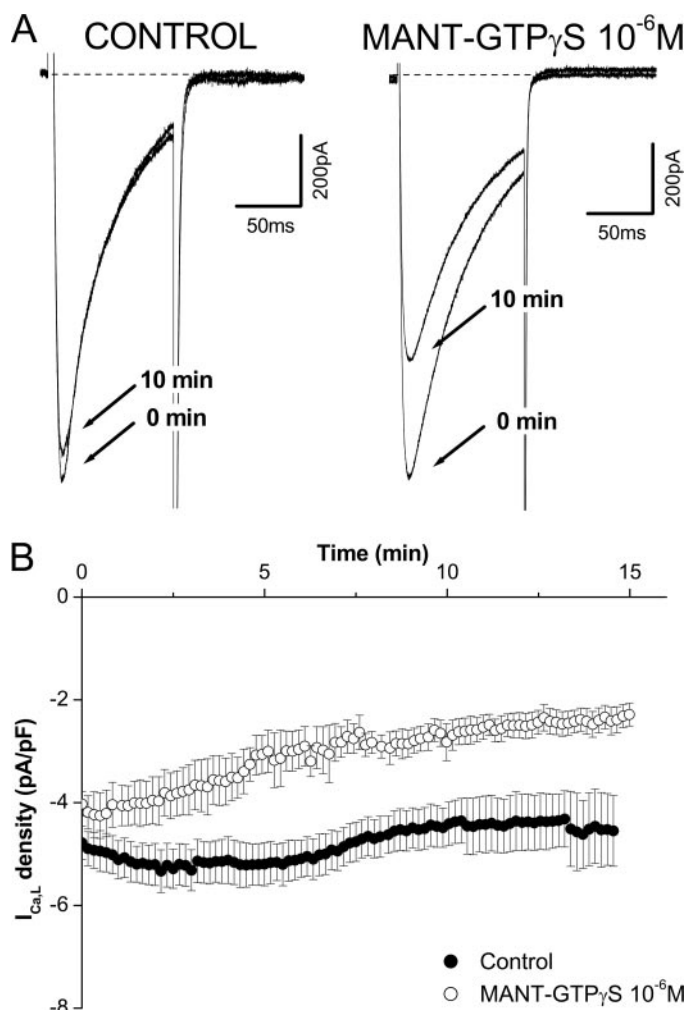 A
CONTROL
MANT-GTPγS 10⁻⁶M
200pA
50ms
200pA
50ms
10 min
0 min
10 min
0 min
B
Time (min)
0 5 10 15
0
-2
-4
-6
-8
I_Ca,L density (pA/pF)
Control
MANT-GTPγS 10⁻⁶M